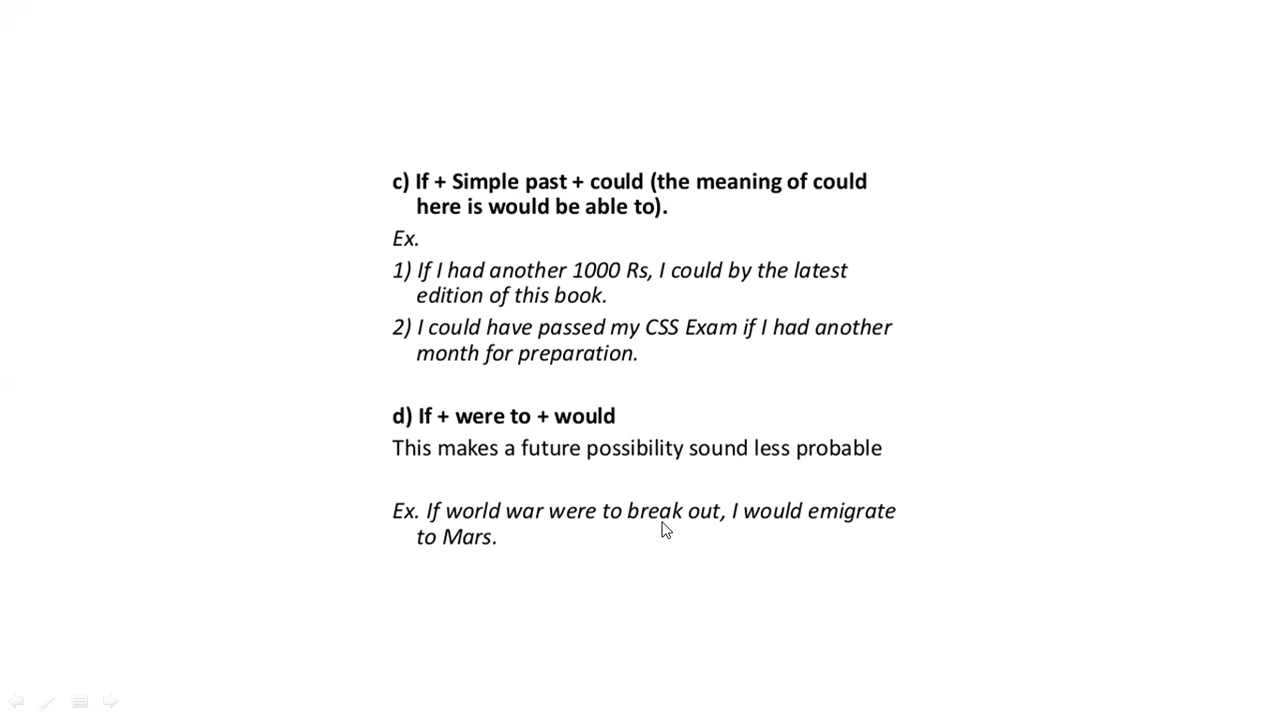 c) If + Simple past + could (the meaning of could
here is would be able to).
Ex.
1) If I had another 1000 Rs, I could by the latest
edition of this book.
2) I could have passed my CSS Exam if I had another
month for preparation.
d) If + were to + would
This makes a future possibility sound less probable
Ex. If world war were to break out, I would emigrate
to Mars.